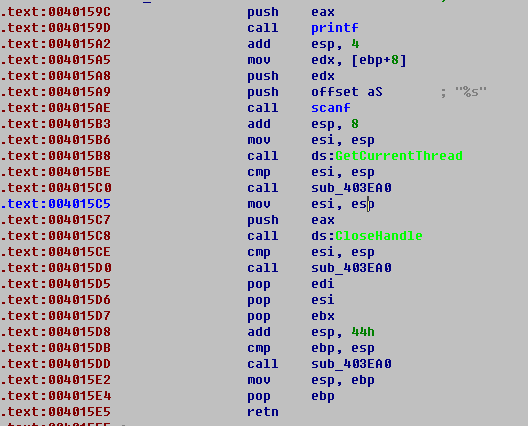 .text:0040159C push eax
.text:0040159D call printf
.text:004015A2 add esp, 4
.text:004015A5 mov edx, [ebp+8]
.text:004015A8 push edx
.text:004015A9 push offset aS ; "%s"
.text:004015AE call scanf
.text:004015B3 add esp, 8
.text:004015B6 mov esi, esp
.text:004015B8 call ds:GetCurrentThread
.text:004015BE cmp esi, esp
.text:004015C0 call sub_403EA0
.text:004015C5 mov esi, esp
.text:004015C7 push eax
.text:004015C8 call ds:CloseHandle
.text:004015CE cmp esi, esp
.text:004015D0 call sub_403EA0
.text:004015D5 pop edi
.text:004015D6 pop esi
.text:004015D7 pop ebx
.text:004015D8 add esp, 44h
.text:004015DB cmp ebp, esp
.text:004015DD call sub_403EA0
.text:004015E2 mov esp, ebp
.text:004015E4 pop ebp
.text:004015E5 retn